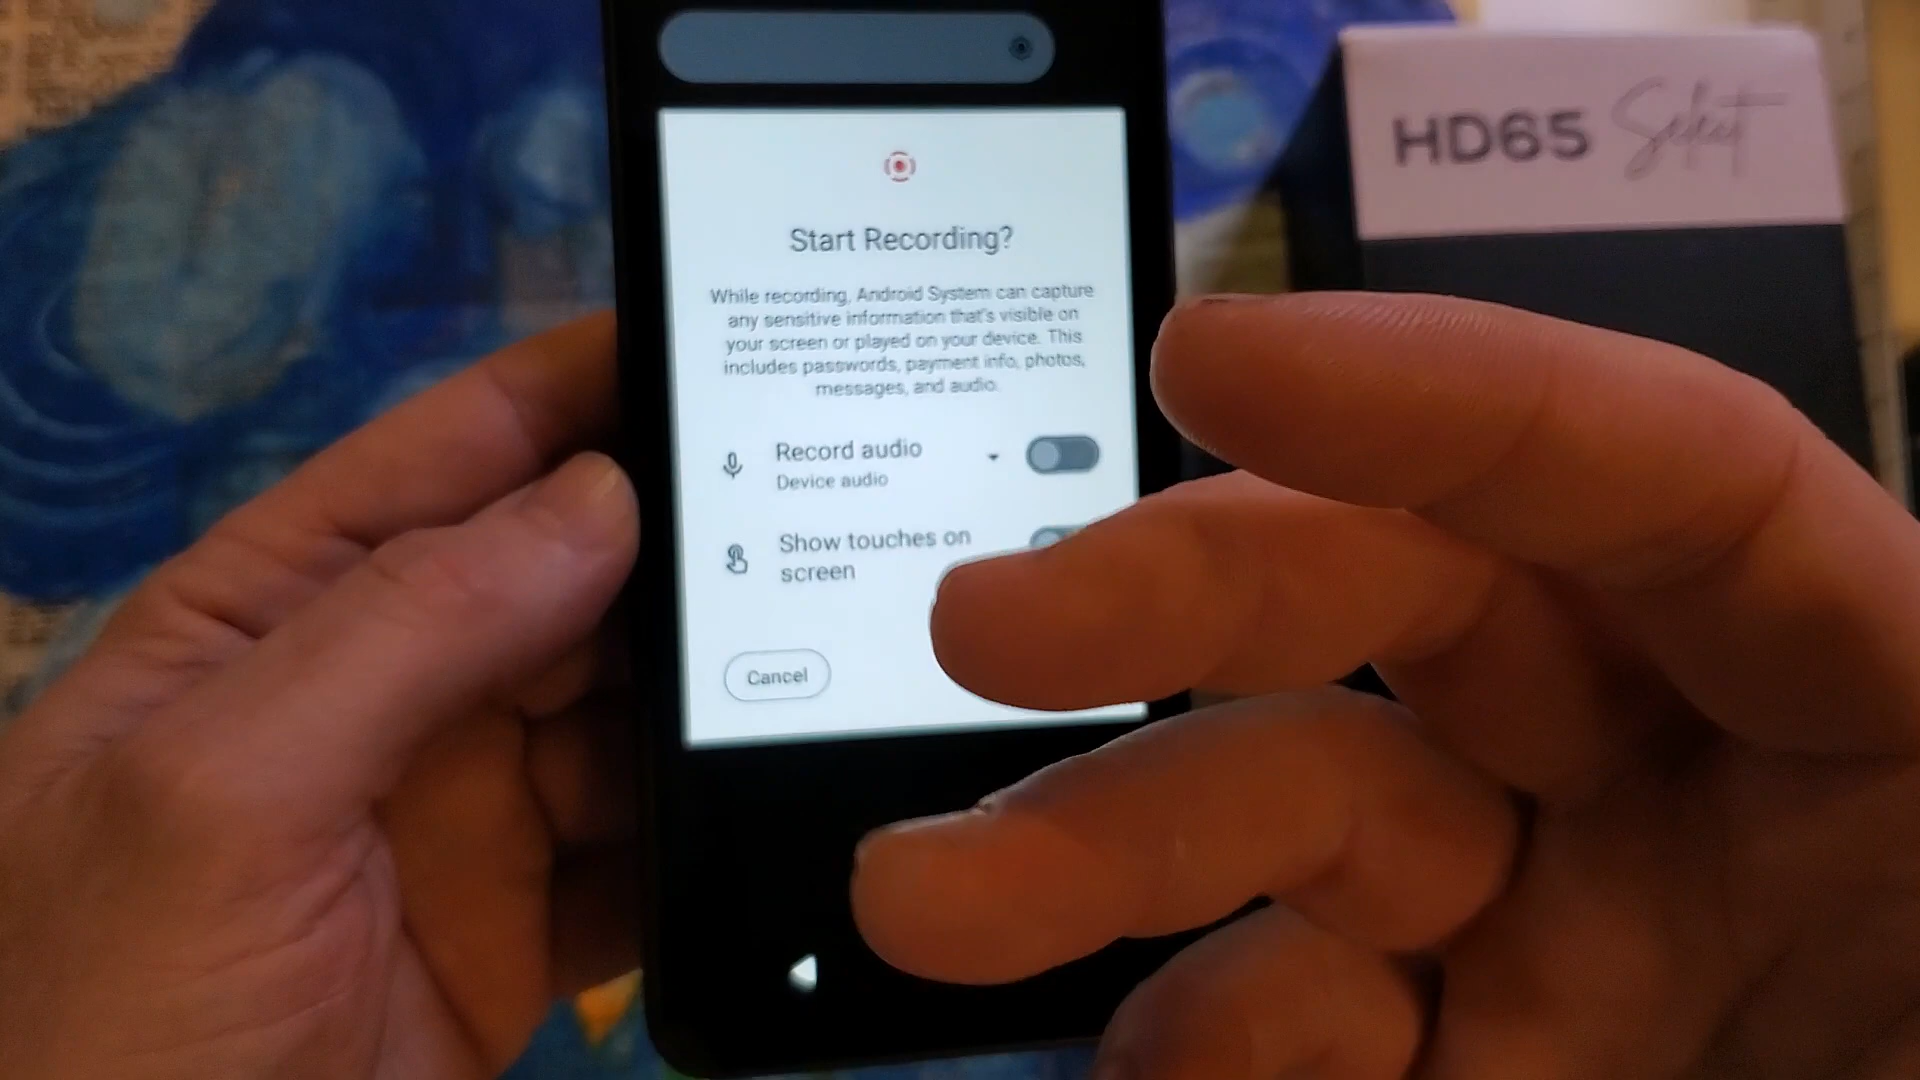 HD65 Select
Start Recording?
While recording, Android System can capture
any sensitive information that's visible on
your screen or played on your device. This
includes passwords, payment info, photos,
messages, and audio.
Record audio
Device audio
Show touches on
screen
Cancel